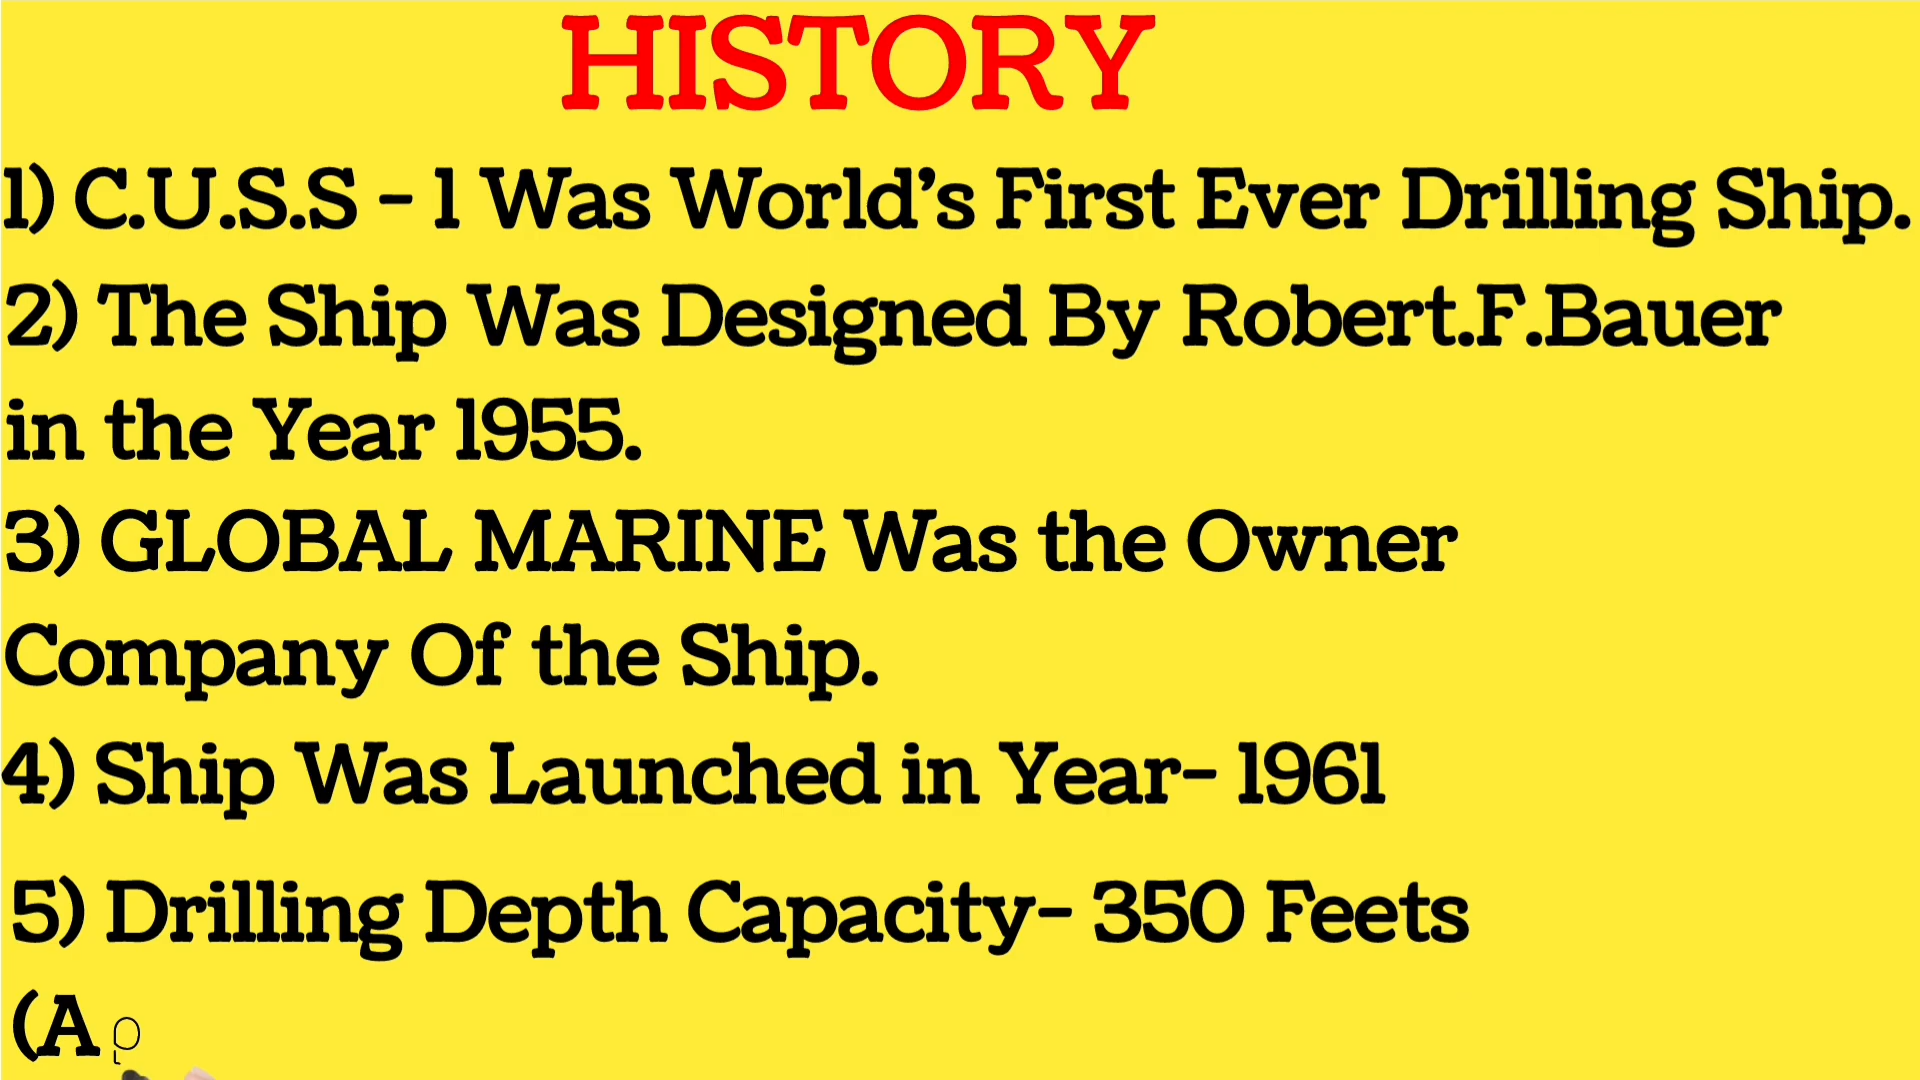 HISTORY
1) C.U.S.S - 1 Was World's First Ever Drilling Ship.
2) The Ship Was Designed By Robert.F.Bauer
in the Year 1955.
3) GLOBAL MARINE Was the Owner
Company Of the Ship.
4) Ship Was Launched in Year- 1961
5) Drilling Depth Capacity- 350 Feets
(Ap